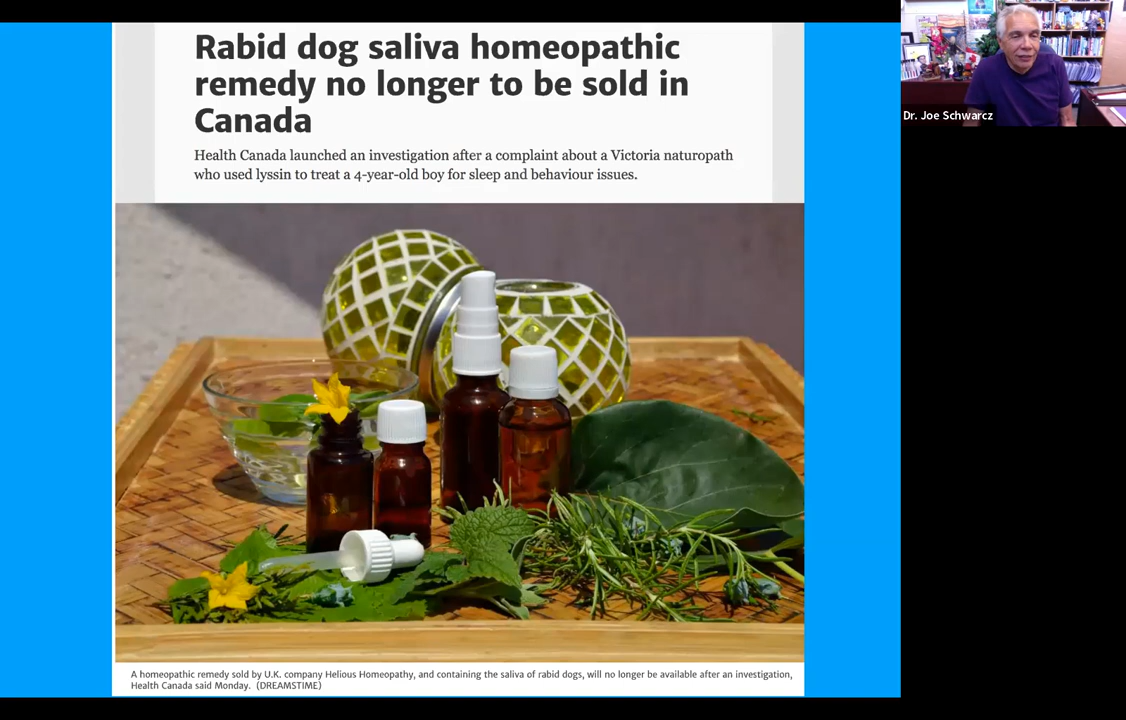 Rabid dog saliva homeopathic
remedy no longer to be sold in
Canada
Health Canada launched an investigation after a complaint about a Victoria naturopath
who used lyssin to treat a 4-year-old boy for sleep and behaviour issues.
A homeopathic remedy sold by U.K. company Helious Homeopathy, and containing the saliva of rabid dogs, will no longer be available after an investigation,
Health Canada said Monday. (DREAMSTIME)
Dr. Joe Schwarcz